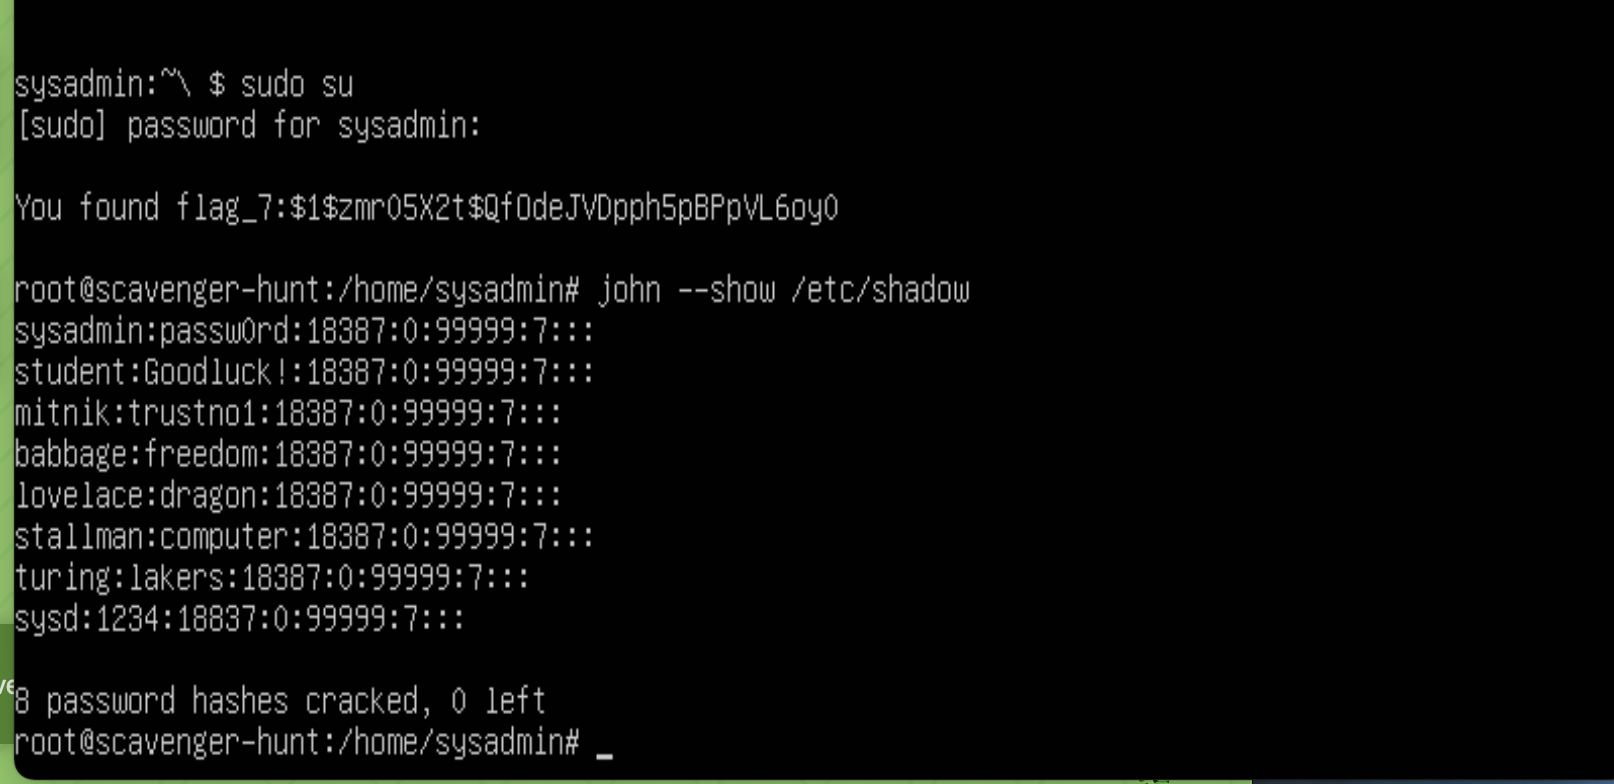 sysadmin:~\ $ sudo su
[sudo] password for sysadmin:
You found flag_7:$1$zmr05X2t$QfOdeJVDpph5pBPpVL6oy0
root@scavenger-hunt:/home/sysadmin# john --show /etc/shadow
sysadmin:passw0rd:18387:0:99999:7:::
student:Goodluck!:18387:0:99999:7:::
mitnik:trustno1:18387:0:99999:7:::
babbage:freedom:18387:0:99999:7:::
lovelace:dragon:18387:0:99999:7:::
stallman:computer:18387:0:99999:7:::
turing:lakers:18387:0:99999:7:::
sysd:1234:18837:0:99999:7:::
8 password hashes cracked, 0 left
root@scavenger-hunt:/home/sysadmin# _